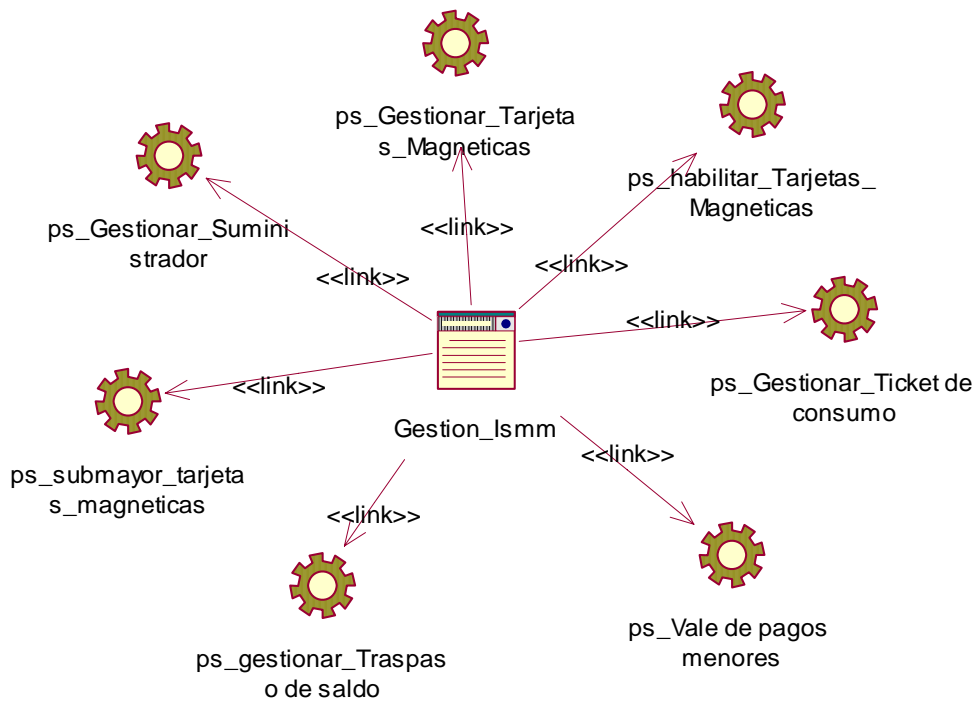 ps_Gestionar_Tarjeta
s_Magneticas
ps_habilitar_Tarjetas_
Magneticas
ps_Gestionar_Sumini
strador
<<link>>
<<link>>
<<link>>
<<link>>
ps_Gestionar_Ticket de
consumo
<<link>>
Gestion_Ismm
<<link>>
ps_submayor_tarjeta
s_magneticas
<<link>>
ps_Vale de pagos
menores
ps_gestionar_Traspas
o de saldo